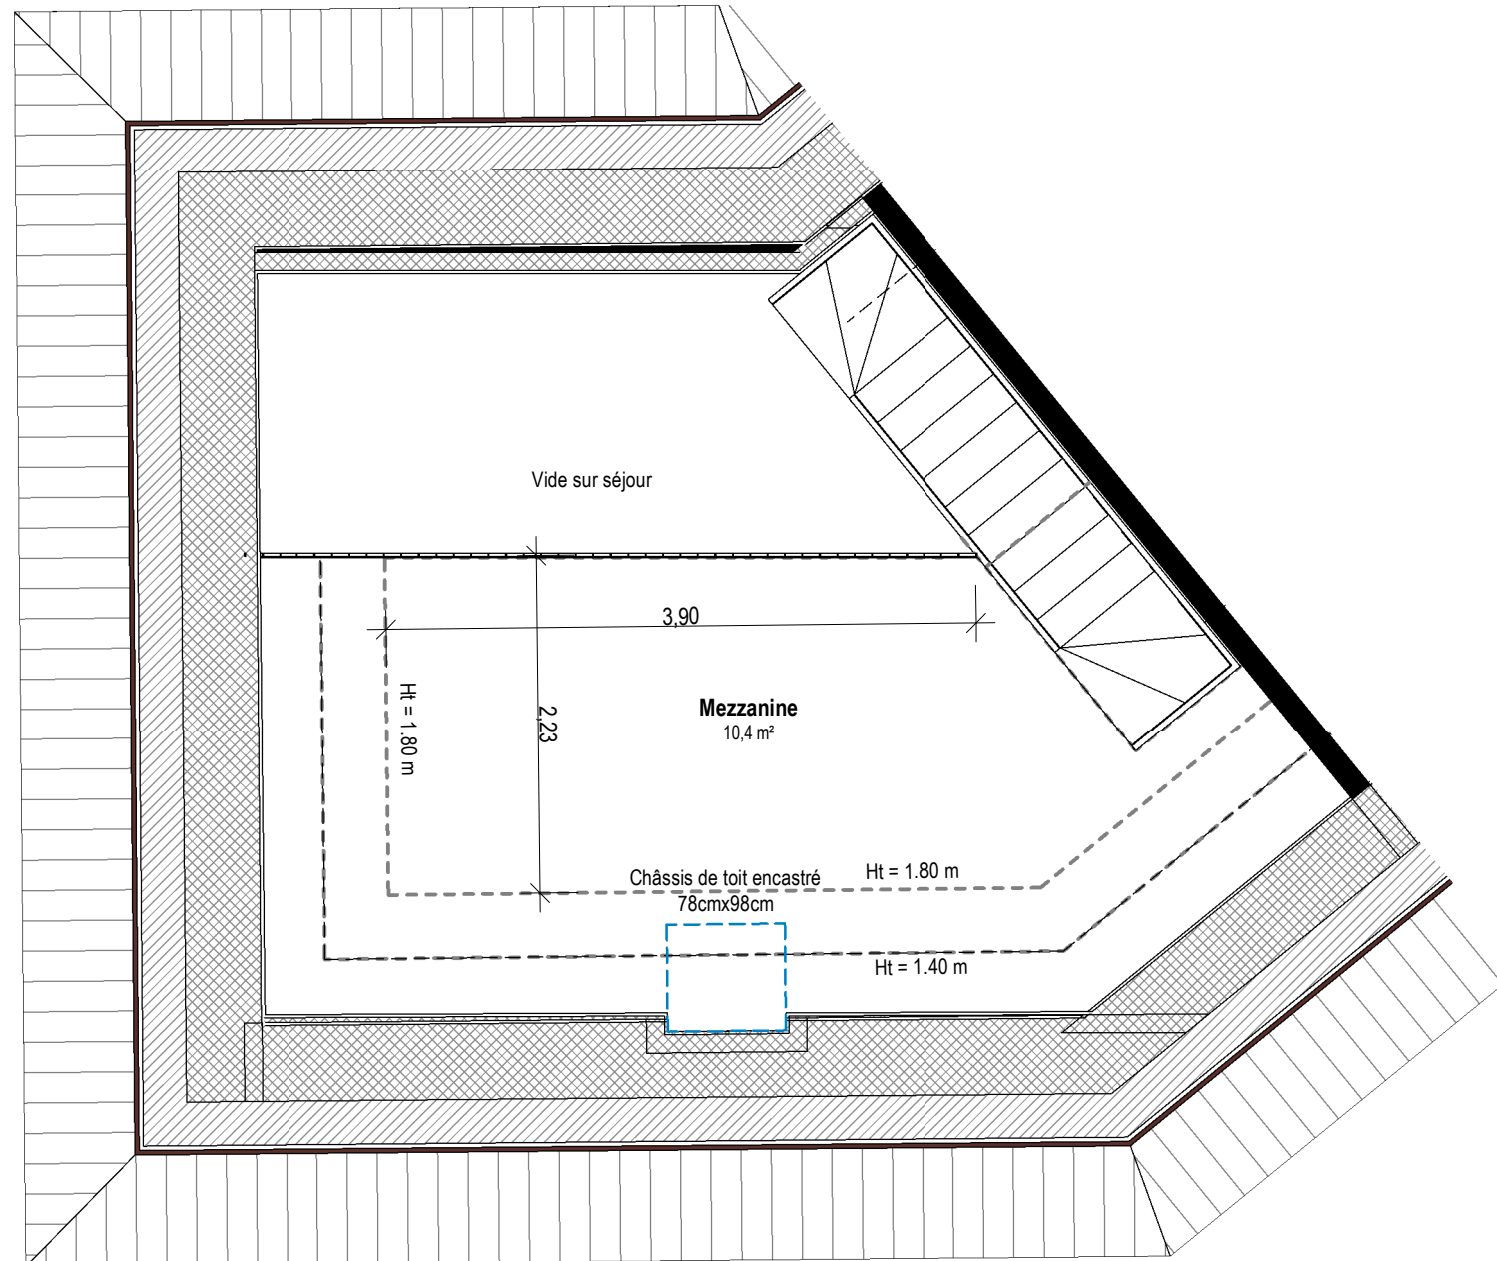 Vide sur séjour
3,90
Ht = 1.80 m
2,23
Mezzanine
10,4 m²
Châssis de toit encastré
78cmx98cm
Ht = 1.80 m
Ht = 1.40 m